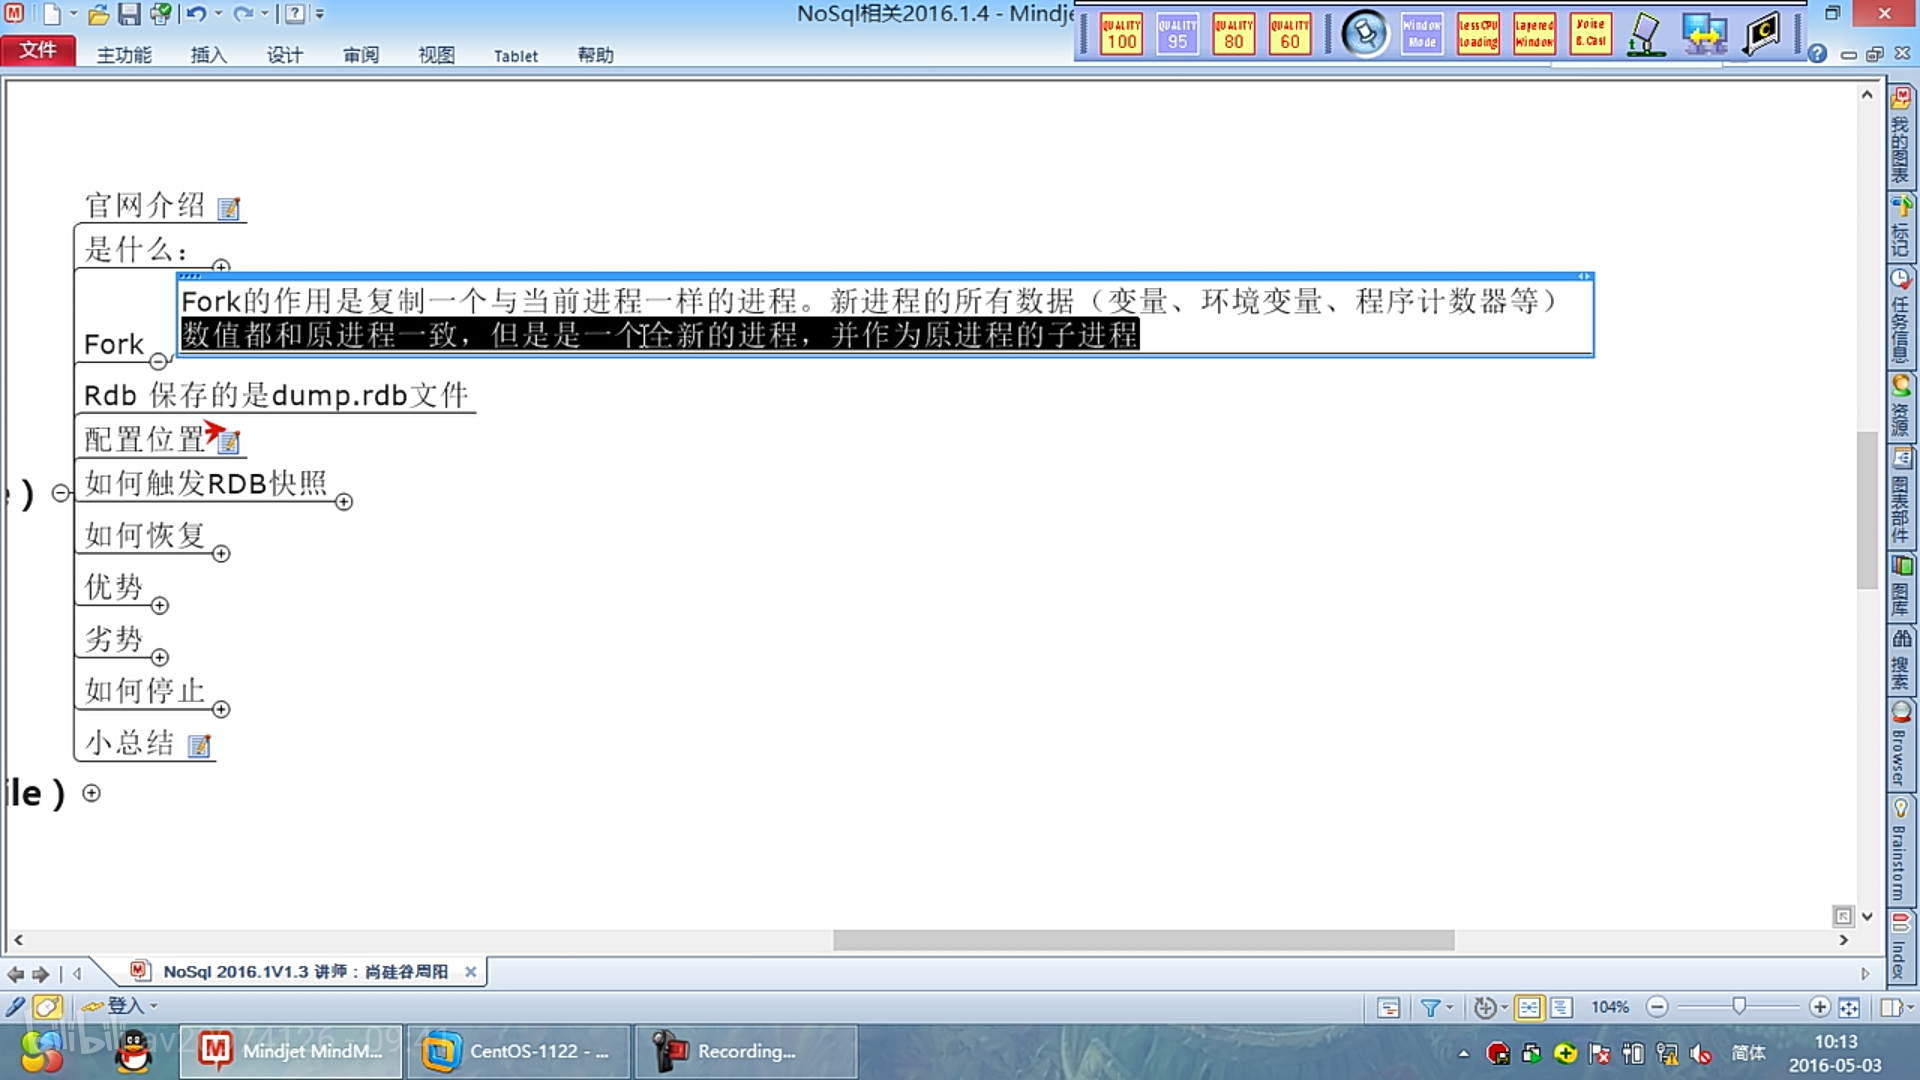 NoSql相关2016.1.4 - Mindje
QUALITY 100
QUALITY 95
QUALITY 80
QUALITY 60
Window Mode
Less CPU Loading
Layered Window
文件
主功能
插入
设计
审阅
视图
Tablet
帮助
官网介绍
是什么：
Fork的作用是复制一个与当前进程一样的进程。新进程的所有数据（变量、环境变量、程序计数器等）
数值都和原进程一致，但是是一个全新的进程，并作为原进程的子进程
Fork
Rdb 保存的是dump.rdb文件
配置位置
如何触发RDB快照
如何恢复
优势
劣势
如何停止
小总结
)
ile )
我的图表
标记
任务信息
资源
图表部件
图库
搜索
Browser
Brainstorm
Index
NoSql 2016.1V1.3 讲师：尚硅谷周阳
登入
104%
Mindjet MindM...
CentOS-1122 - ...
Recording...
简体
10:13
2016-05-03